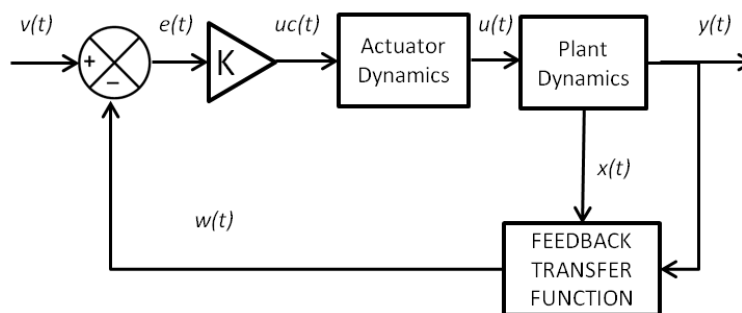 v(t)
e(t)
uc(t)
u(t)
y(t)
+
−
K
Actuator
Dynamics
Plant
Dynamics
x(t)
w(t)
FEEDBACK
TRANSFER
FUNCTION